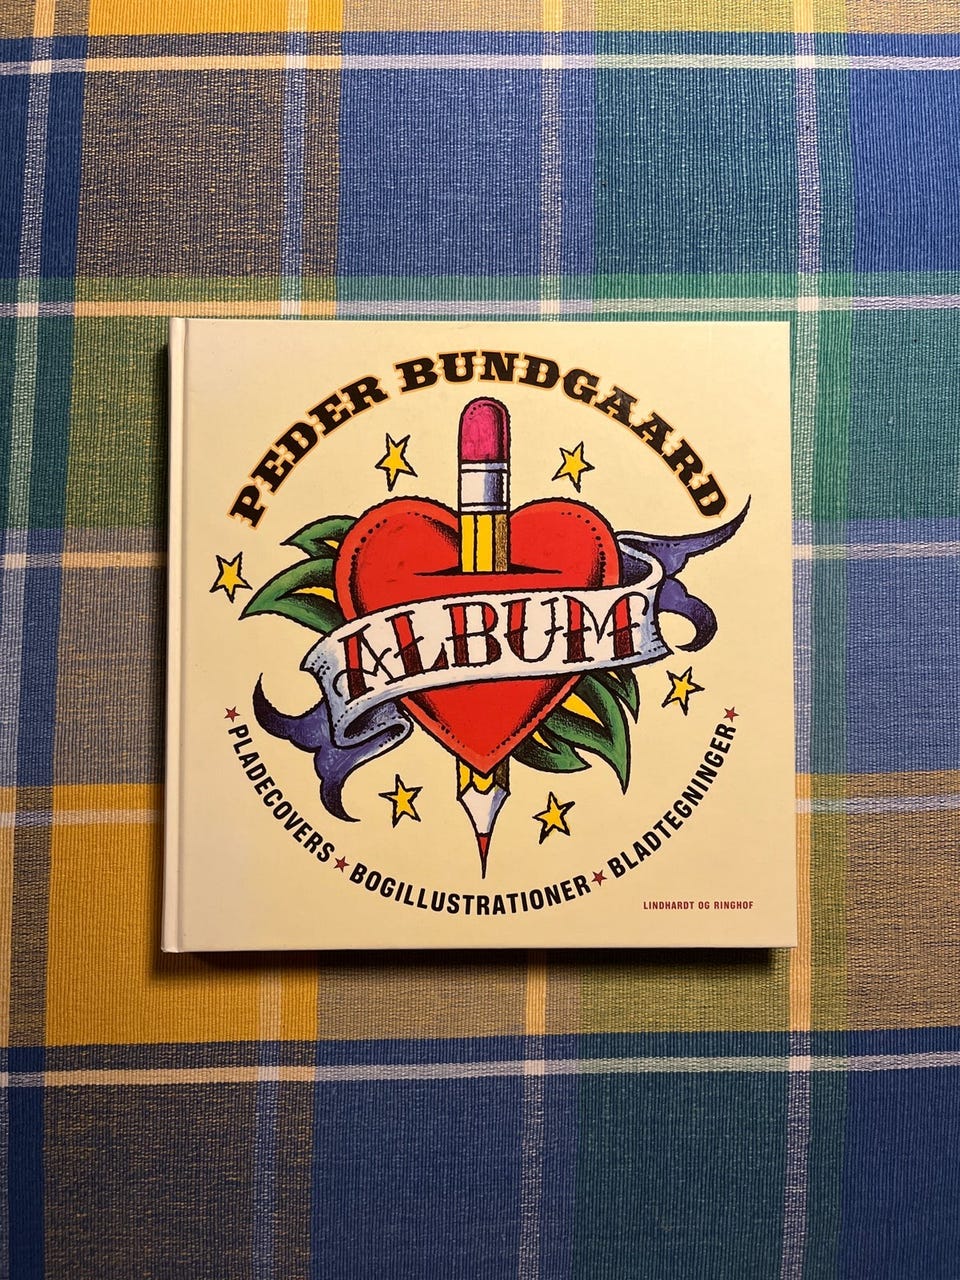 PEDER BUNDGAARD
ALBUM
★ PLADECOVERS ★ BOGILLUSTRATIONER ★ BLADTEGNINGER ★
LINDHARDT OG RINGHOF